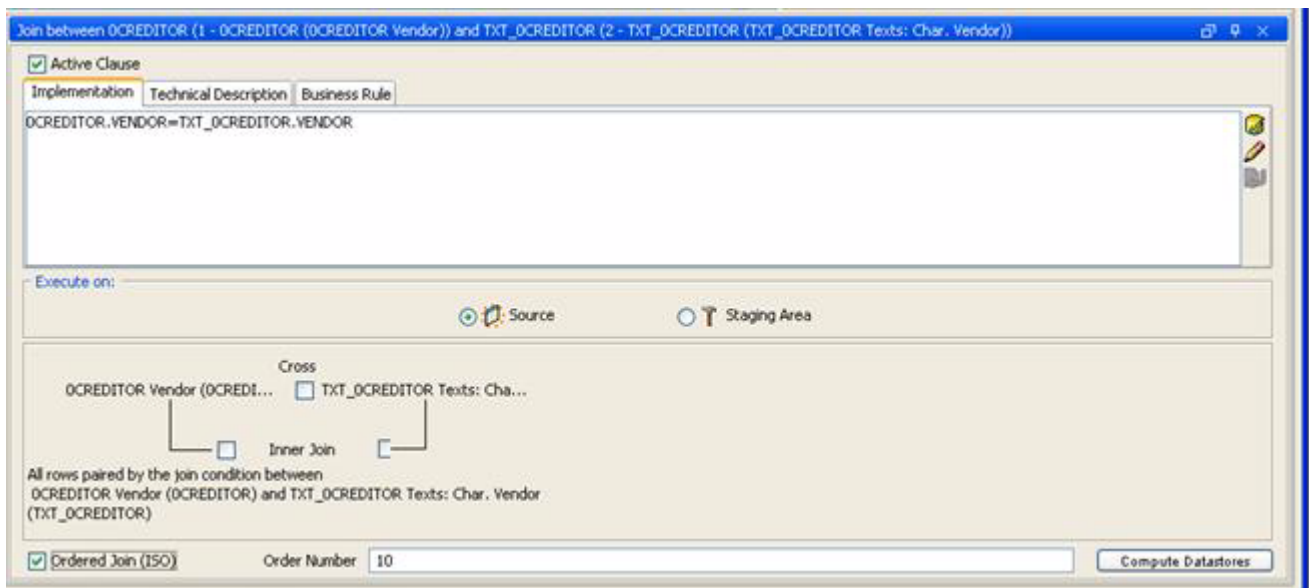 Join between 0CREDITOR (1 - 0CREDITOR (0CREDITOR Vendor)) and TXT_0CREDITOR (2 - TXT_0CREDITOR (TXT_0CREDITOR Texts: Char. Vendor))
Active Clause
Implementation Technical Description Business Rule
0CREDITOR.VENDOR=TXT_0CREDITOR.VENDOR
Execute on:
Source Staging Area
Cross
0CREDITOR Vendor (0CREDI... TXT_0CREDITOR Texts: Cha...
Inner Join
All rows paired by the join condition between
0CREDITOR Vendor (0CREDITOR) and TXT_0CREDITOR Texts: Char. Vendor
(TXT_0CREDITOR)
Ordered Join (ISO) Order Number 10 Compute Datastores